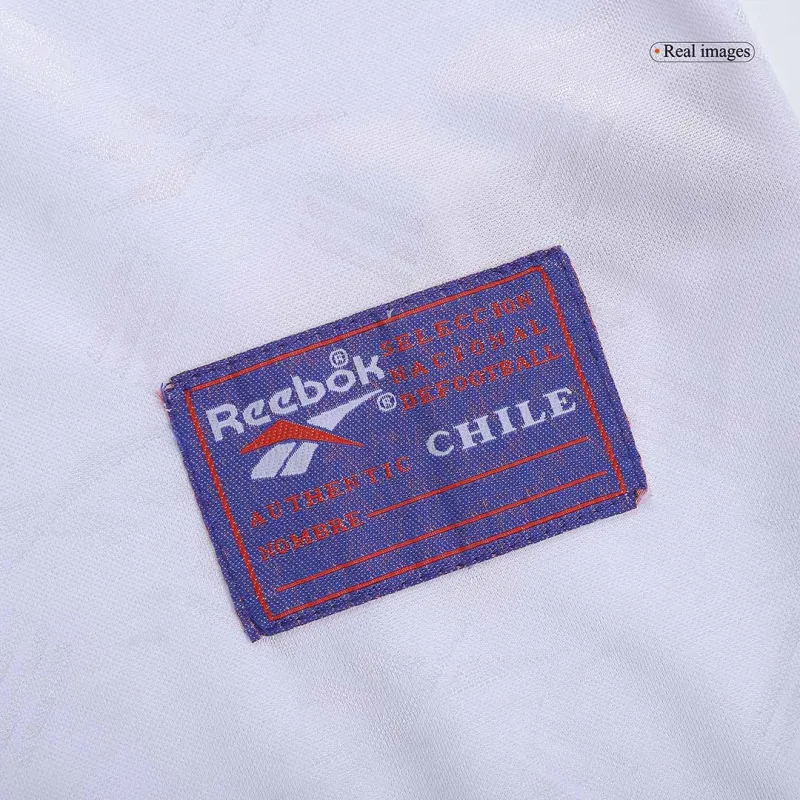 Real images
Reebok ®
®
SELECCION
NACIONAL
DEFOOTBALL
CHILE
AUTHENTIC
NOMBRE